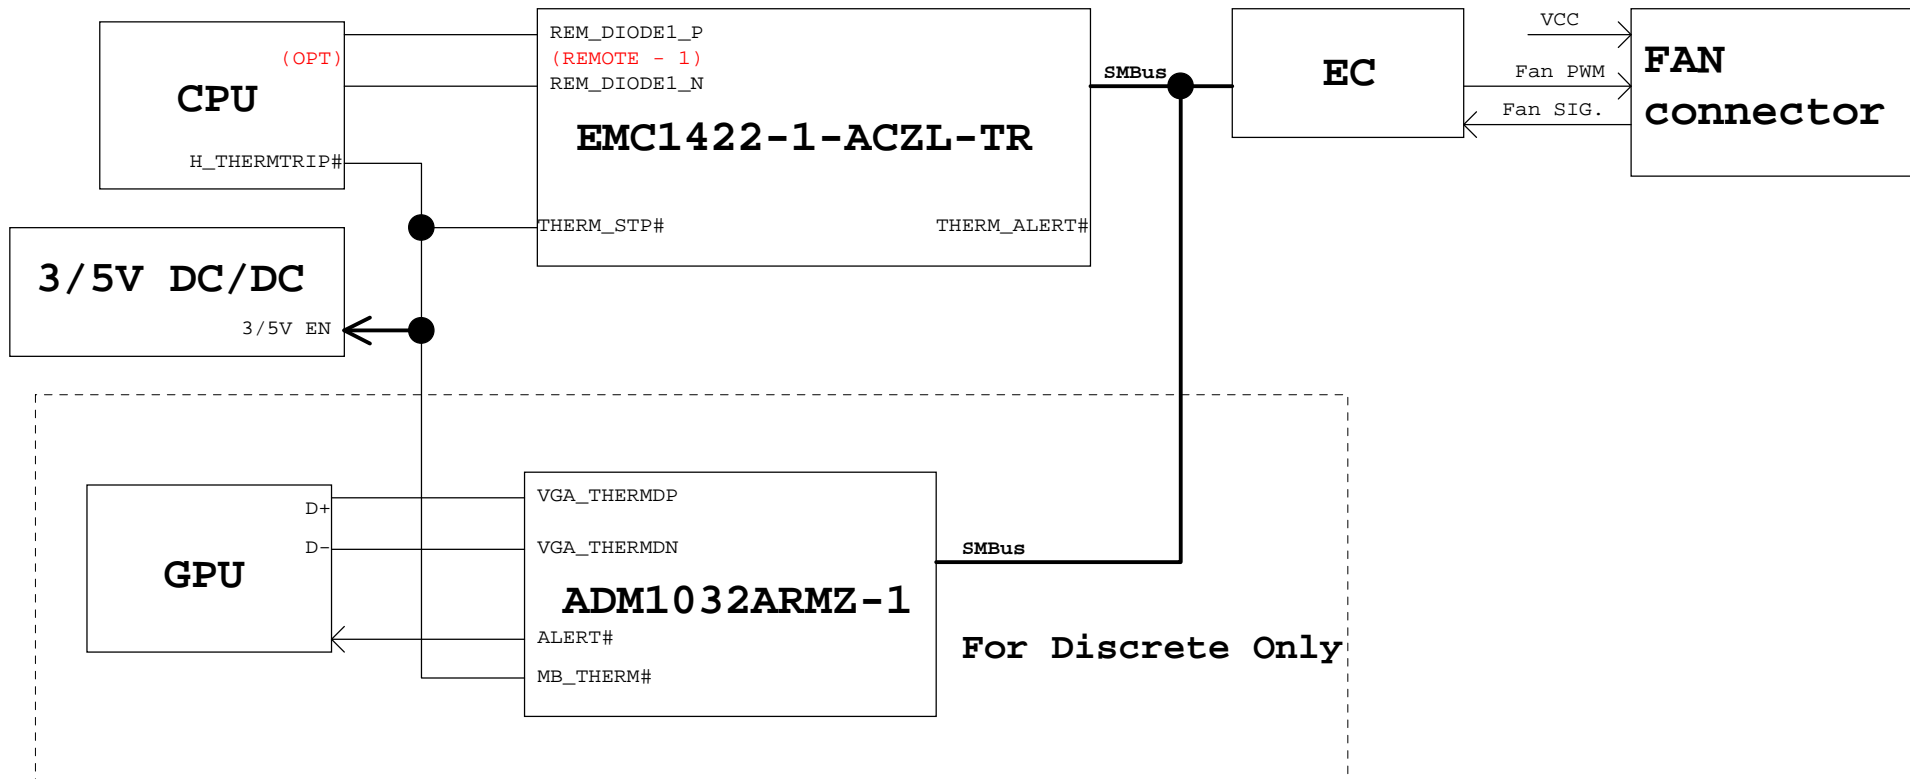 REM_DIODE1_P
(OPT)
(REMOTE - 1)
REM_DIODE1_N
CPU
H_THERMTRIP#
EMC1422-1-ACZL-TR
THERM_STP#
THERM_ALERT#
SMBus
EC
VCC
Fan PWM
Fan SIG.
FAN
connector
3/5V DC/DC
3/5V EN
D+
D-
GPU
VGA_THERMDP
VGA_THERMDN
ADM1032ARMZ-1
ALERT#
MB_THERM#
SMBus
For Discrete Only